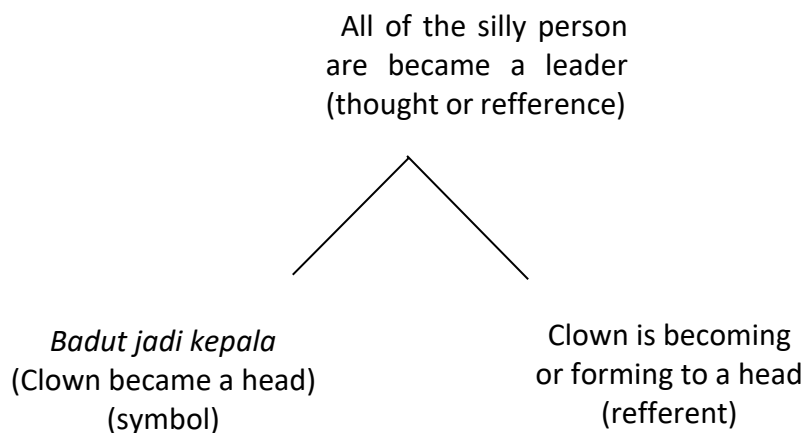 All of the silly person
are became a leader
(thought or refference)
Badut jadi kepala
(Clown became a head)
(symbol)
Clown is becoming
or forming to a head
(refferent)